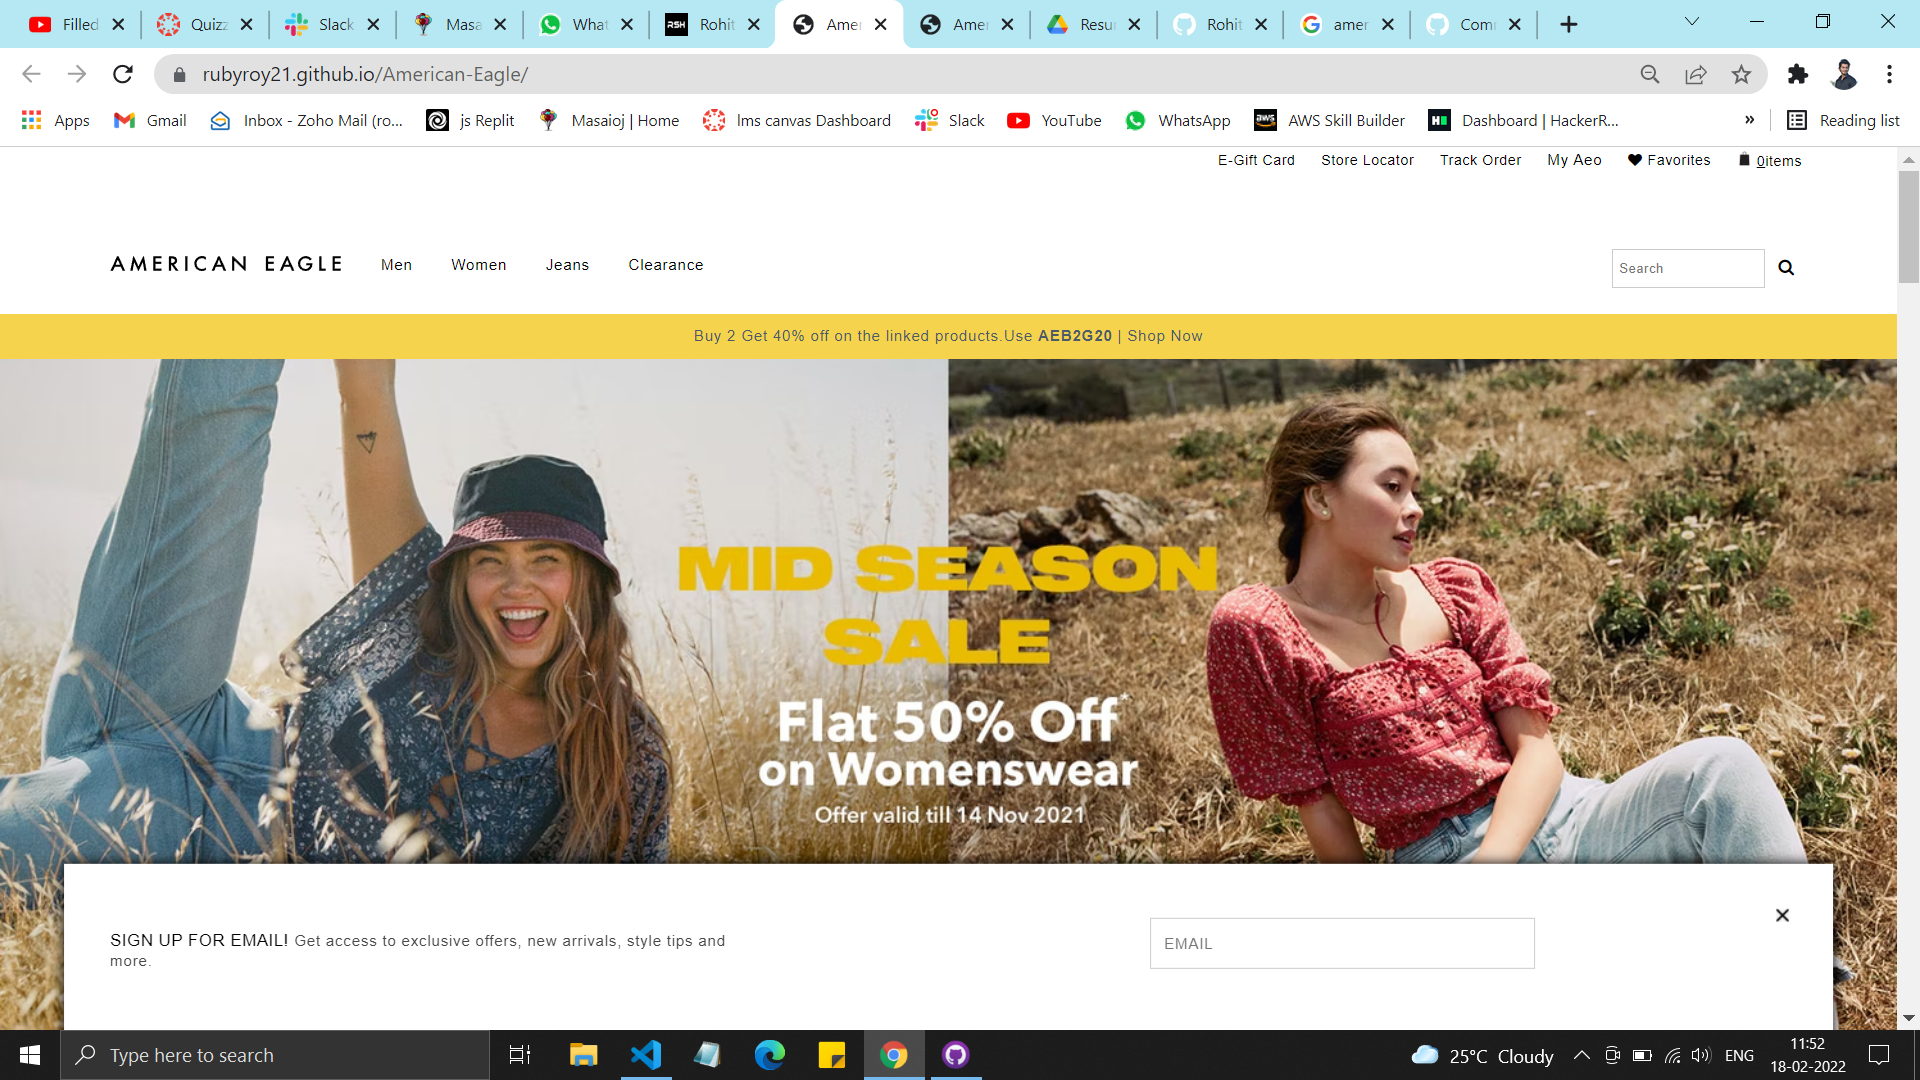 Filled
Quizz
Slack
Masa
What
Rohit
Amer
Amer
Resur
Rohit
amer
Com
rubyroy21.github.io/American-Eagle/
Apps
Gmail
Inbox - Zoho Mail (ro...
js Replit
Masaioj | Home
lms canvas Dashboard
Slack
YouTube
WhatsApp
AWS Skill Builder
Dashboard | HackerR...
»
Reading list
E-Gift Card
Store Locator
Track Order
My Aeo
Favorites
0items
AMERICAN EAGLE
Men
Women
Jeans
Clearance
Search
Buy 2 Get 40% off on the linked products.Use AEB2G20 | Shop Now
MID SEASON
SALE
Flat 50% Off*
on Womenswear
Offer valid till 14 Nov 2021
SIGN UP FOR EMAIL! Get access to exclusive offers, new arrivals, style tips and
more.
EMAIL
Type here to search
25°C Cloudy
ENG
11:52
18-02-2022